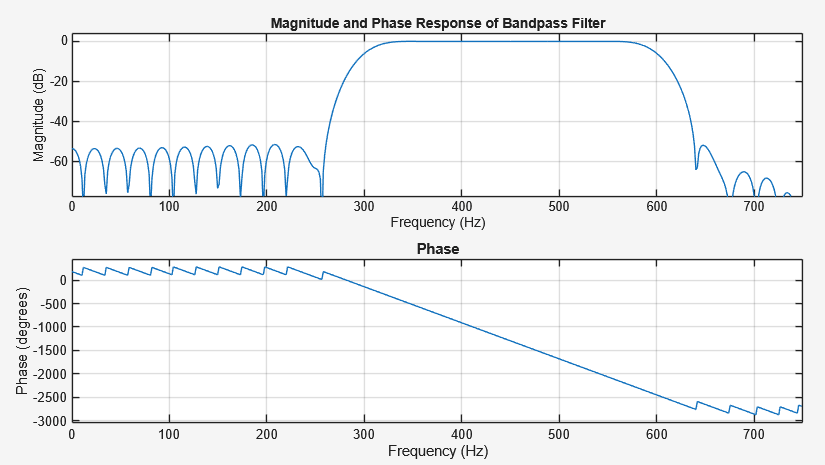 Magnitude and Phase Response of Bandpass Filter
Magnitude (dB)
0
-20
-40
-60
0 100 200 300 400 500 600 700
Frequency (Hz)
Phase
Phase (degrees)
0
-500
-1000
-1500
-2000
-2500
-3000
0 100 200 300 400 500 600 700
Frequency (Hz)